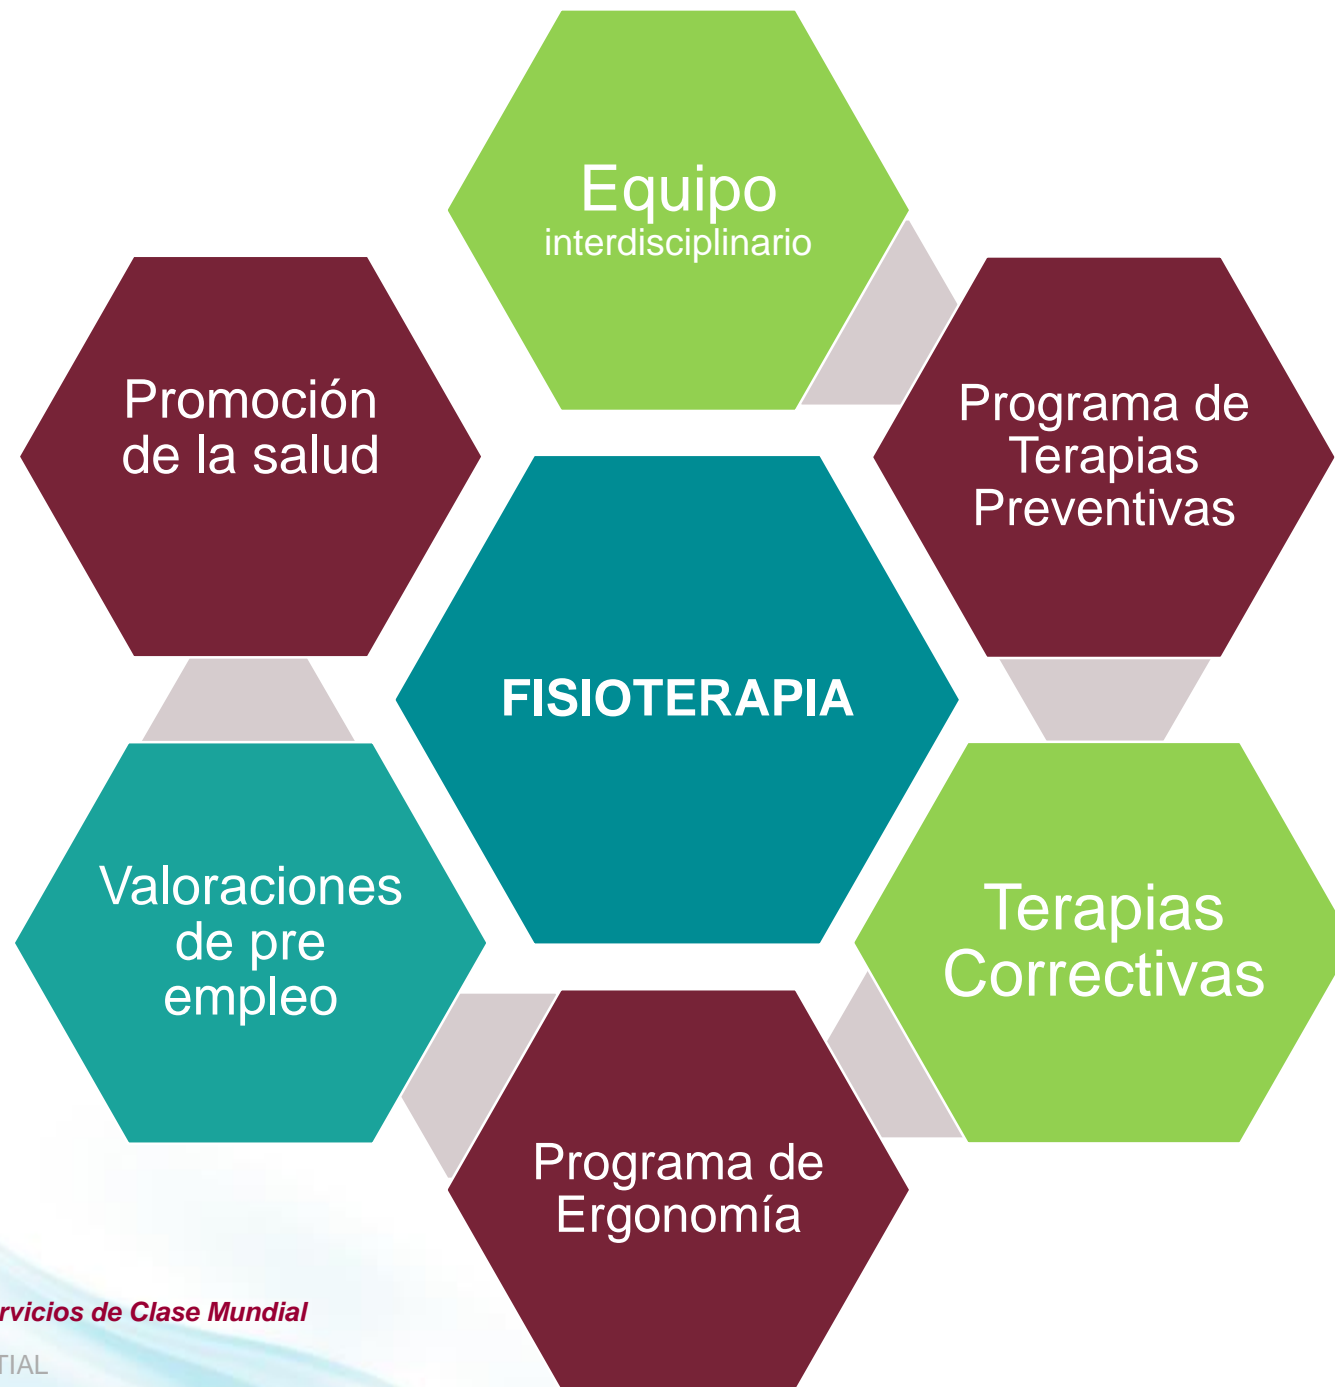 Equipo
interdisciplinario
Promoción
de la salud
Programa de
Terapias
Preventivas
FISIOTERAPIA
Valoraciones
de pre
empleo
Terapias
Correctivas
Programa de
Ergonomía
rvicios de Clase Mundial
TIAL